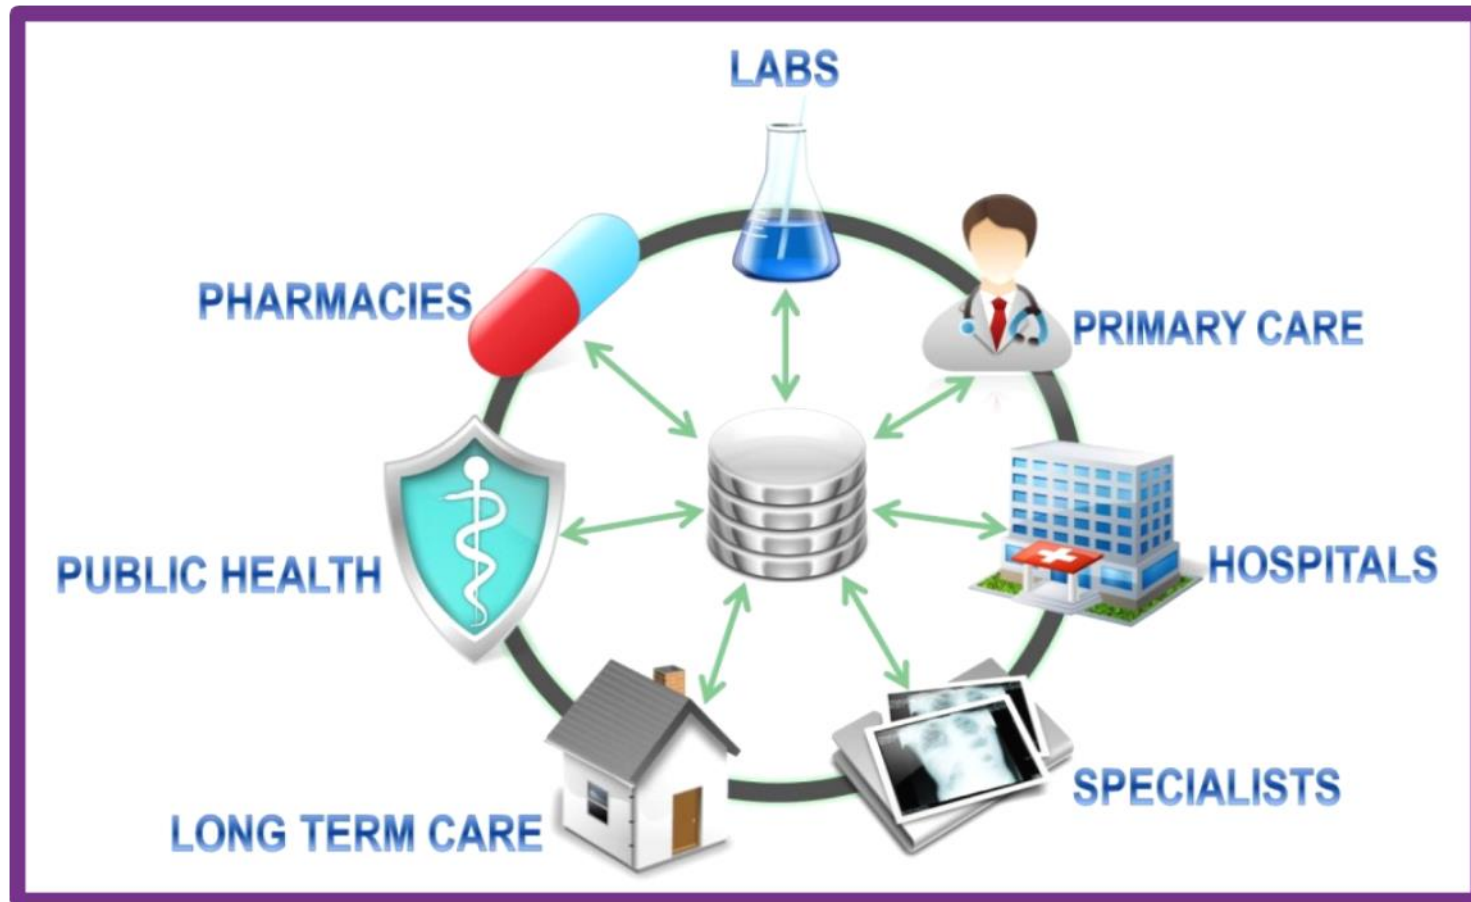 LABS
PHARMACIES
PRIMARY CARE
PUBLIC HEALTH
HOSPITALS
SPECIALISTS
LONG TERM CARE